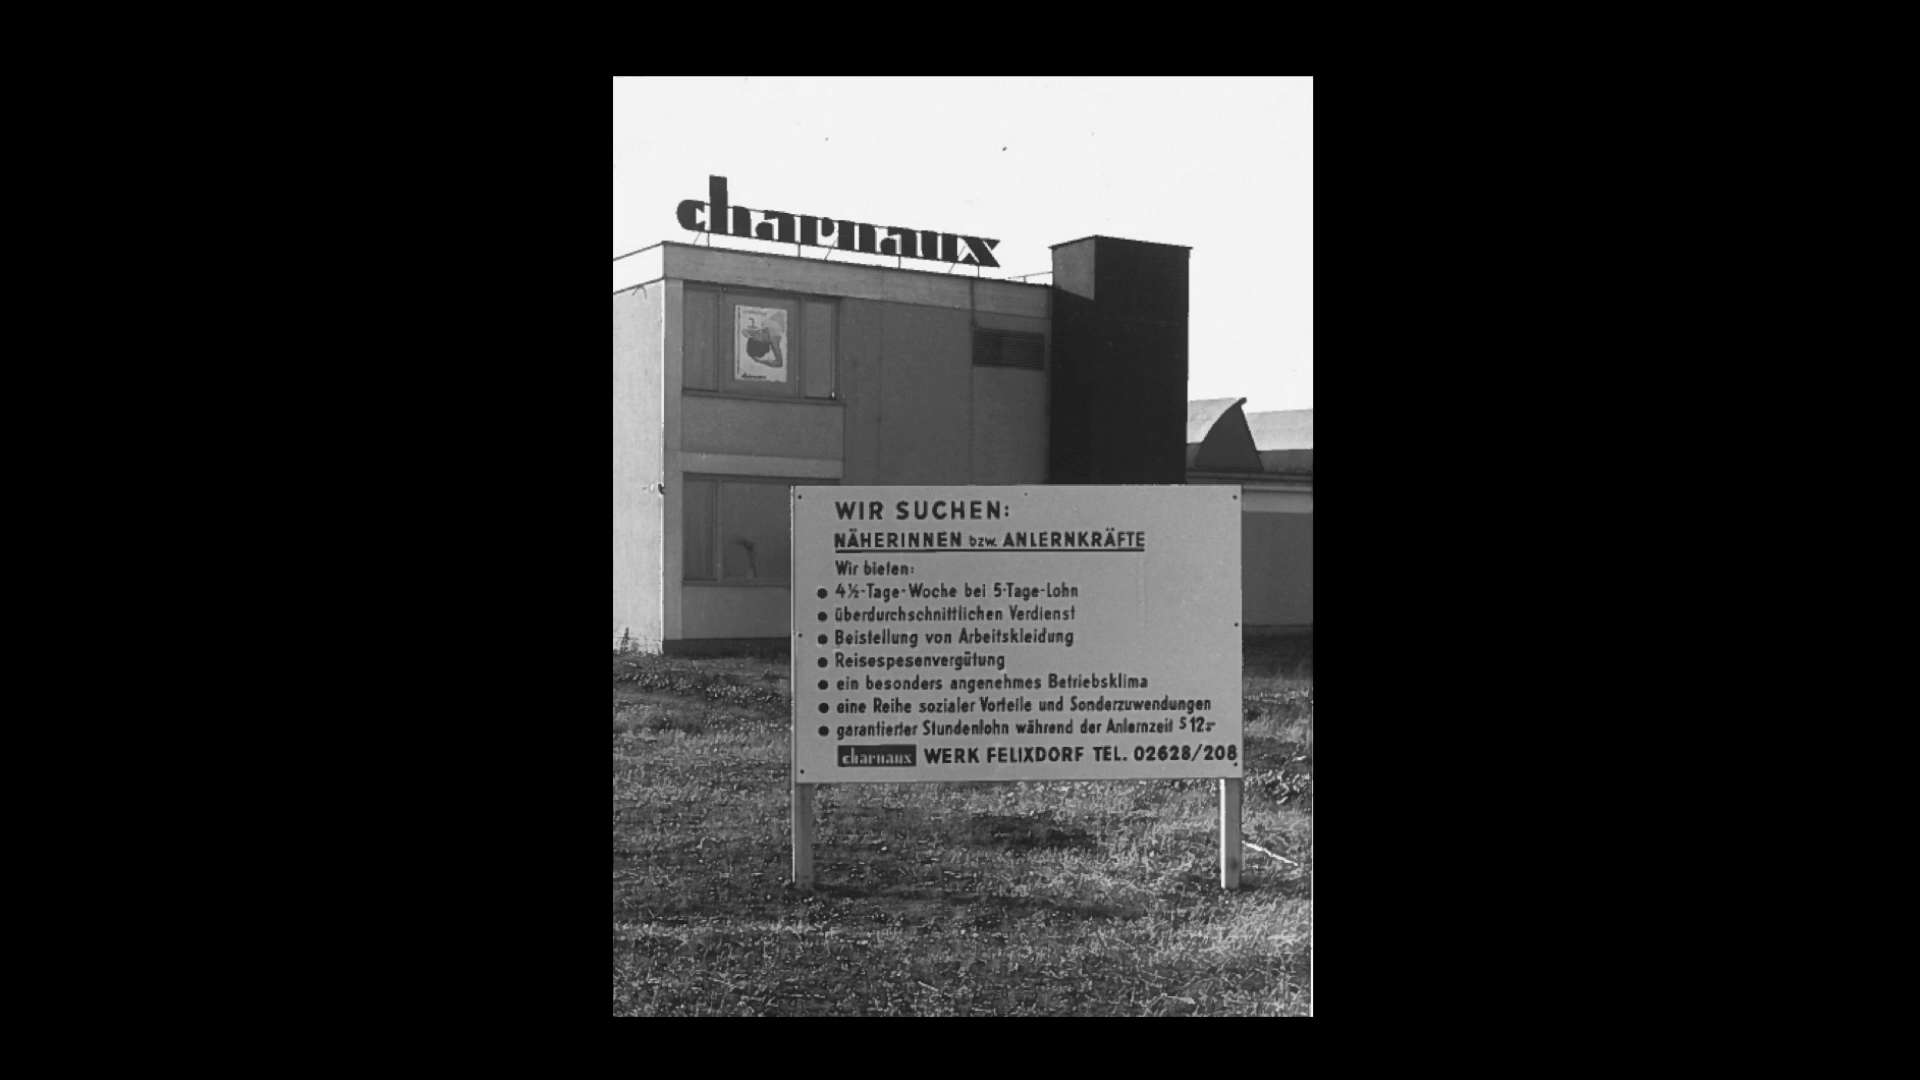 charnaux
WIR SUCHEN:
NÄHERINNEN bzw. ANLERNKRÄFTE
Wir bieten:
● 4½-Tage-Woche bei 5-Tage-Lohn
● überdurchschnittlichen Verdienst
● Beistellung von Arbeitskleidung
● Reisespesenvergütung
● ein besonders angenehmes Betriebsklima
● eine Reihe sozialer Vorteile und Sonderzuwendungen
● garantierter Stundenlohn während der Anlernzeit S 12.-
charnaux WERK FELIXDORF TEL. 02628/208